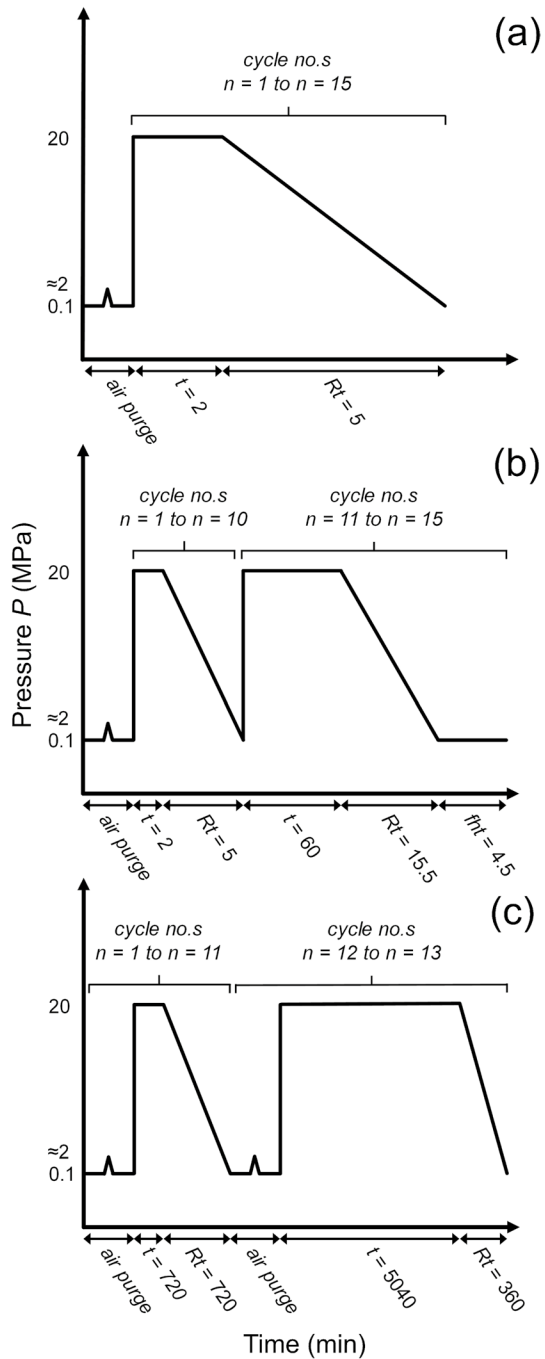 (a)
cycle no.s
n = 1 to n = 15
20
≈2
0.1
air purge
t = 2
Rt = 5
(b)
cycle no.s
n = 1 to n = 10
cycle no.s
n = 11 to n = 15
Pressure P (MPa)
20
≈2
0.1
air purge
t = 2
Rt = 5
t = 60
Rt = 15.5
fht = 4.5
(c)
cycle no.s
n = 1 to n = 11
cycle no.s
n = 12 to n = 13
20
≈2
0.1
air purge
t = 720
Rt = 720
air purge
t = 5040
Rt = 360
Time (min)